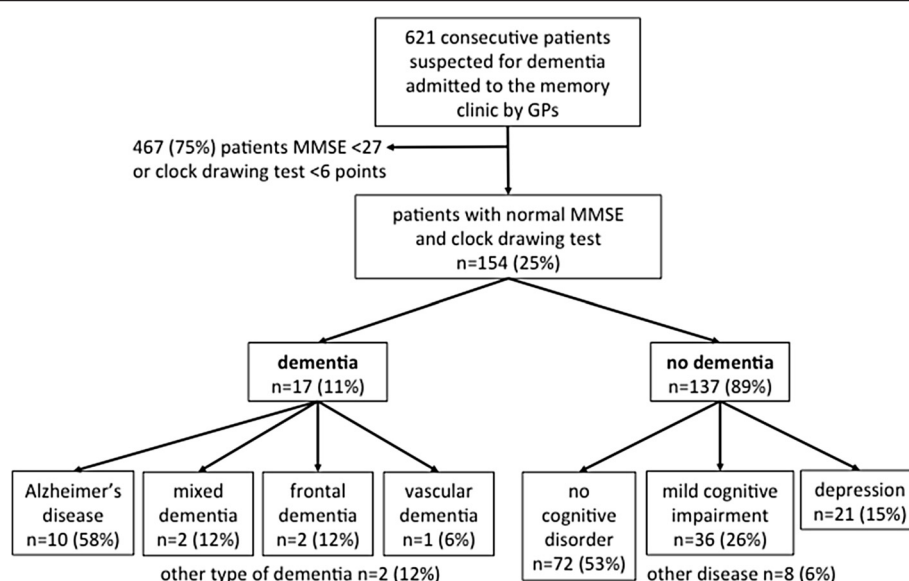 621 consecutive patients
suspected for dementia
admitted to the memory
clinic by GPs
467 (75%) patients MMSE <27
or clock drawing test <6 points
patients with normal MMSE
and clock drawing test
n=154 (25%)
dementia
n=17 (11%)
no dementia
n=137 (89%)
Alzheimer's
disease
n=10 (58%)
mixed
dementia
n=2 (12%)
frontal
dementia
n=2 (12%)
vascular
dementia
n=1 (6%)
other type of dementia n=2 (12%)
no
cognitive
disorder
n=72 (53%)
mild cognitive
impairment
n=36 (26%)
depression
n=21 (15%)
other disease n=8 (6%)